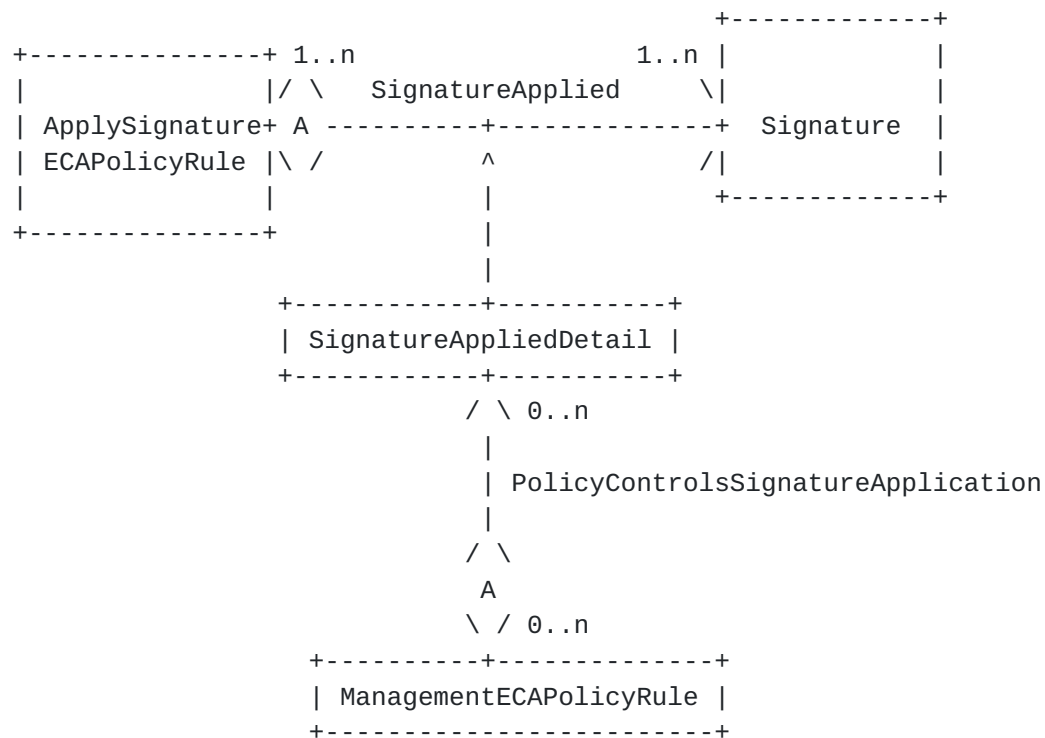 1..n 1..n
SignatureApplied
ApplySignature A Signature
ECAPolicyRule
SignatureAppliedDetail
0..n
PolicyControlsSignatureApplication
A
0..n
ManagementECAPolicyRule